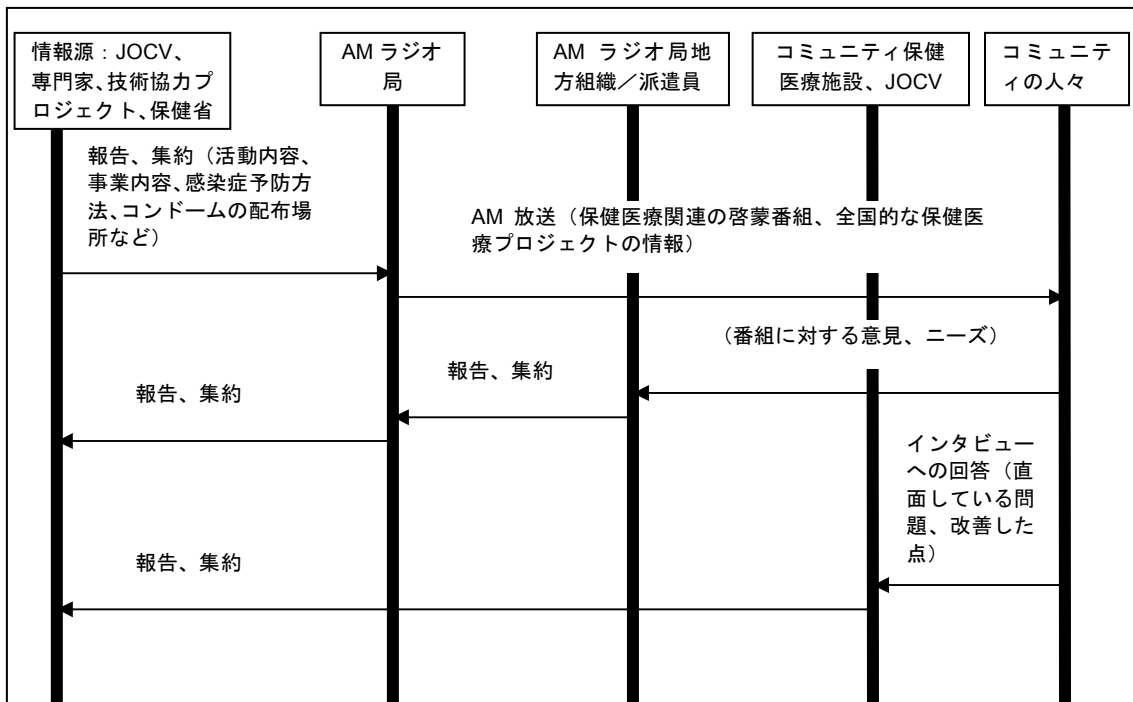 情報源：JOCV、
専門家、技術協力プ
ロジェクト、保健省
AM ラジオ
局
AM ラジオ局地
方組織／派遣員
コミュニティ保健
医療施設、JOCV
コミュニテ
ィの人々
報告、集約（活動内容、
事業内容、感染症予防方
法、コンドームの配布場
所など）
AM 放送（保健医療関連の啓蒙番組、全国的な保健医
療プロジェクトの情報）
（番組に対する意見、ニーズ）
報告、集約
報告、集約
インタビュー
への回答（直
面している問
題、改善した
点）
報告、集約